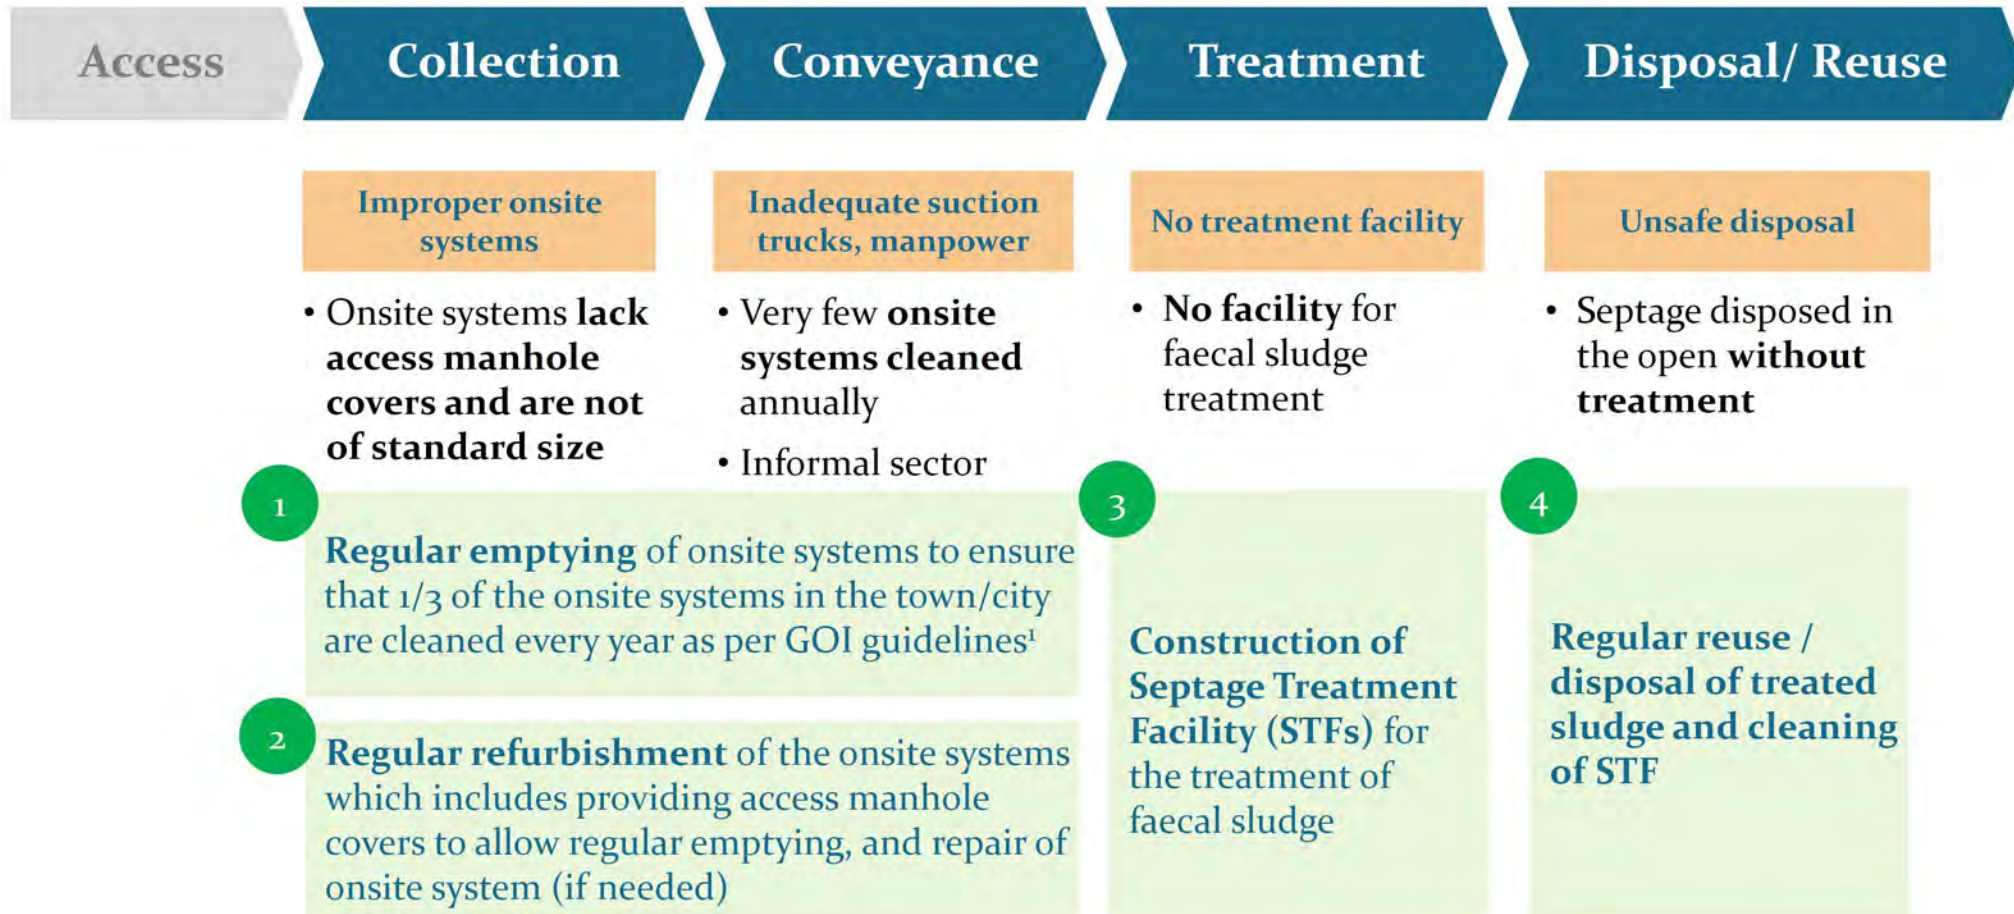 Access
Collection
Conveyance
Treatment
Disposal/ Reuse
Improper onsite
systems
Inadequate suction
trucks, manpower
No treatment facility
Unsafe disposal
• Onsite systems lack
access manhole
covers and are not
of standard size
• Very few onsite
systems cleaned
annually
• Informal sector
• No facility for
faecal sludge
treatment
• Septage disposed in
the open without
treatment
1
Regular emptying of onsite systems to ensure
that 1/3 of the onsite systems in the town/city
are cleaned every year as per GOI guidelines¹
2
Regular refurbishment of the onsite systems
which includes providing access manhole
covers to allow regular emptying, and repair of
onsite system (if needed)
3
Construction of
Septage Treatment
Facility (STFs) for
the treatment of
faecal sludge
4
Regular reuse /
disposal of treated
sludge and cleaning
of STF